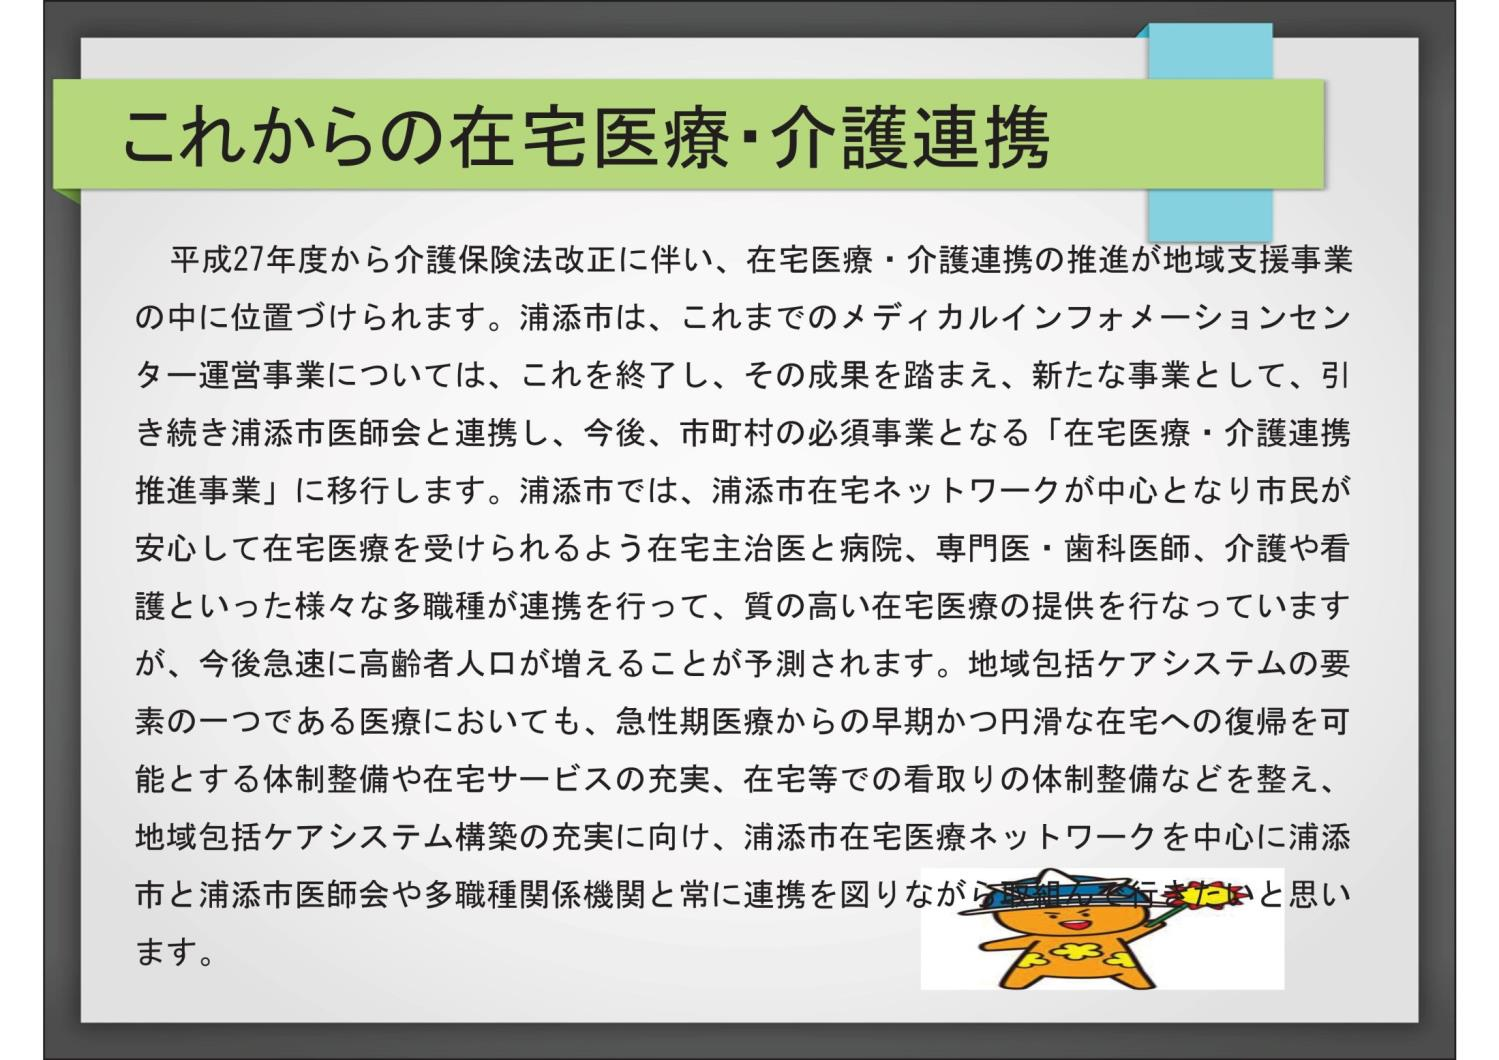 これからの在宅医療・介護連携
平成27年度から介護保険法改正に伴い、在宅医療・介護連携の推進が地域支援事業
の中に位置づけられます。浦添市は、これまでのメディカルインフォメーションセン
ター運営事業については、これを終了し、その成果を踏まえ、新たな事業として、引
き続き浦添市医師会と連携し、今後、市町村の必須事業となる「在宅医療・介護連携
推進事業」に移行します。浦添市では、浦添市在宅ネットワークが中心となり市民が
安心して在宅医療を受けられるよう在宅主治医と病院、専門医・歯科医師、介護や看
護といった様々な多職種が連携を行って、質の高い在宅医療の提供を行なっています
が、今後急速に高齢者人口が増えることが予測されます。地域包括ケアシステムの要
素の一つである医療においても、急性期医療からの早期かつ円滑な在宅への復帰を可
能とする体制整備や在宅サービスの充実、在宅等での看取りの体制整備などを整え、
地域包括ケアシステム構築の充実に向け、浦添市在宅医療ネットワークを中心に浦添
市と浦添市医師会や多職種関係機関と常に連携を図りながら取組んで行きたいと思い
ます。